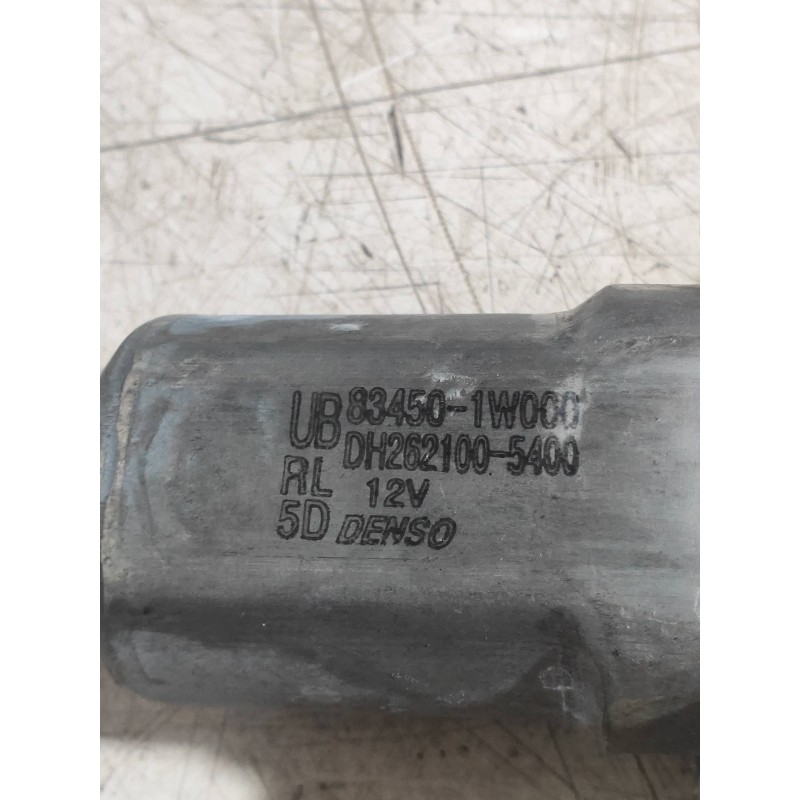 UB 83450-1W000
DH262100-5400
RL 12V
5D DENSO